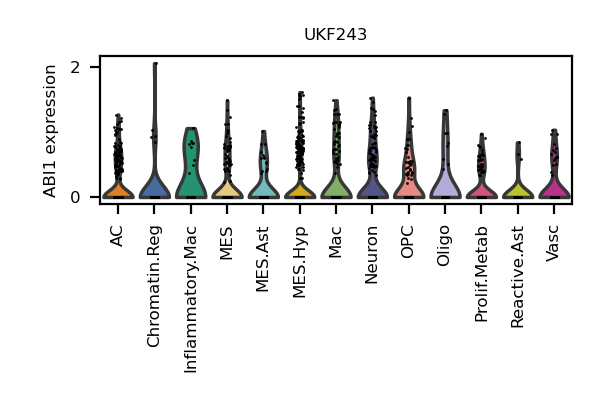 UKF243
ABI1 expression
2
0
AC
Chromatin.Reg
Inflammatory.Mac
MES
MES.Ast
MES.Hyp
Mac
Neuron
OPC
Oligo
Prolif.Metab
Reactive.Ast
Vasc